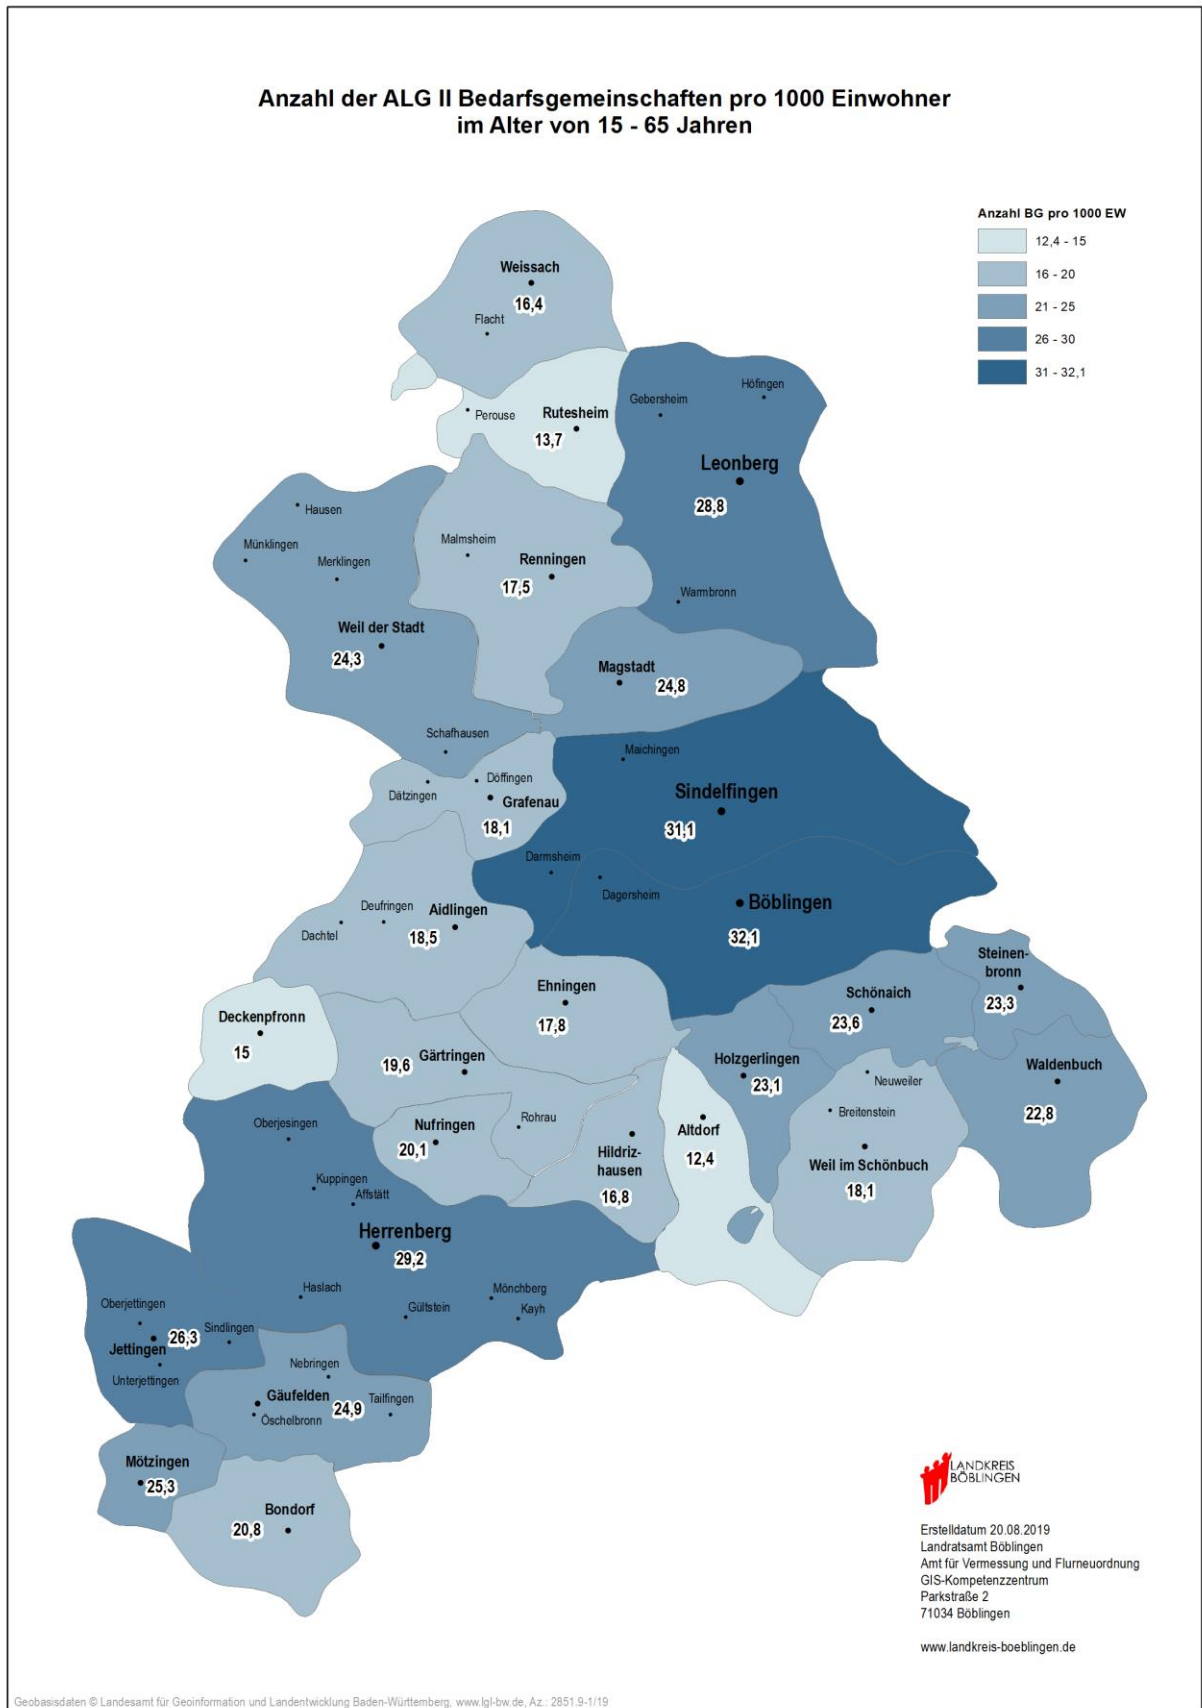 Anzahl der ALG II Bedarfsgemeinschaften pro 1000 Einwohner
im Alter von 15 - 65 Jahren
Anzahl BG pro 1000 EW
12,4 - 15
16 - 20
21 - 25
26 - 30
31 - 32,1
Weissach
16,4
Flacht
Perouse
Rutesheim
13,7
Höfingen
Gebersheim
Leonberg
28,8
Warmbronn
Hausen
Münklingen
Merklingen
Weil der Stadt
24,3
Schafhausen
Malmsheim
Renningen
17,5
Magstadt
24,8
Maichingen
Sindelfingen
31,1
Darmsheim
Dagersheim
Böblingen
32,1
Döffingen
Dätzingen
Grafenau
18,1
Deufringen
Aidlingen
Dachtel
18,5
Ehningen
17,8
Deckenpfronn
15
Gärtringen
19,6
Rohrau
Nufringen
20,1
Hildriz-
hausen
16,8
Altdorf
12,4
Holzgerlingen
23,1
Schönaich
23,6
Steinen-
bronn
23,3
Waldenbuch
22,8
Neuweiler
Breitenstein
Weil im Schönbuch
18,1
Oberjesingen
Kuppingen
Affstätt
Herrenberg
29,2
Haslach
Gültstein
Mönchberg
Kayh
Oberjettingen
Jettingen
26,3
Sindlingen
Unterjettingen
Nebringen
Gäufelden
24,9
Tailfingen
Öschelbronn
Mötzingen
25,3
Bondorf
20,8
LANDKREIS
BÖBLINGEN
Erstelldatum 20.08.2019
Landratsamt Böblingen
Amt für Vermessung und Flurneuordnung
GIS-Kompetenzzentrum
Parkstraße 2
71034 Böblingen
www.landkreis-boeblingen.de
Geobasisdaten © Landesamt für Geoinformation und Landentwicklung Baden-Württemberg, www.lgl-bw.de, Az.: 2851.9-1/19